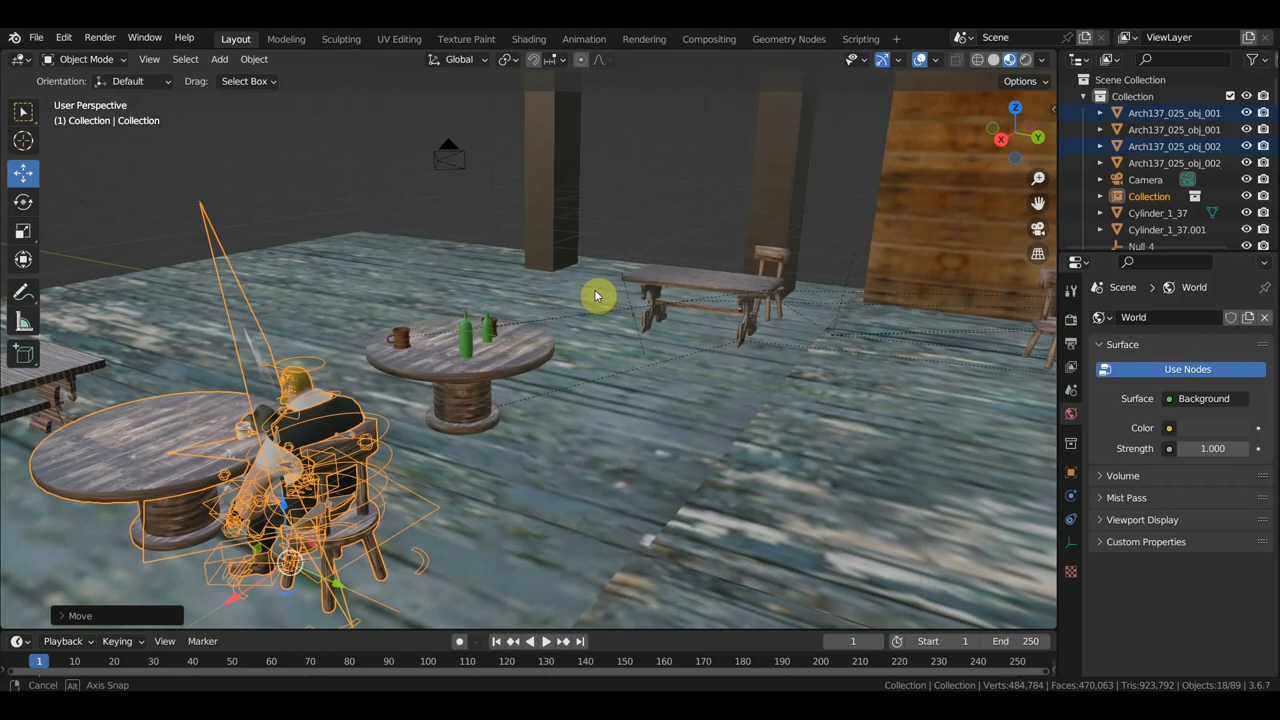 File Edit Render Window Help Layout Modeling Sculpting UV Editing Texture Paint Shading Animation Rendering Compositing Geometry Nodes Scripting + Scene ViewLayer
Object Mode View Select Add Object Global
Orientation: Default Drag: Select Box Options
User Perspective
(1) Collection | Collection
Z
X
Y
Scene Collection
Collection
Arch137_025_obj_001
Arch137_025_obj_001
Arch137_025_obj_002
Arch137_025_obj_002
Camera
Collection
Cylinder_1_37
Cylinder_1_37.001
Null_4
Scene > World
World
Surface
Use Nodes
Surface Background
Color
Strength 1.000
Volume
Mist Pass
Viewport Display
Custom Properties
> Move
Playback Keying View Marker 1 Start 1 End 250
1 10 20 30 40 50 60 70 80 90 100 110 120 130 140 150 160 170 180 190 200 210 220 230 240 250
Cancel Alt Axis Snap Collection | Collection | Verts:484,784 | Faces:470,063 | Tris:923,792 | Objects:18/89 | 3.6.7